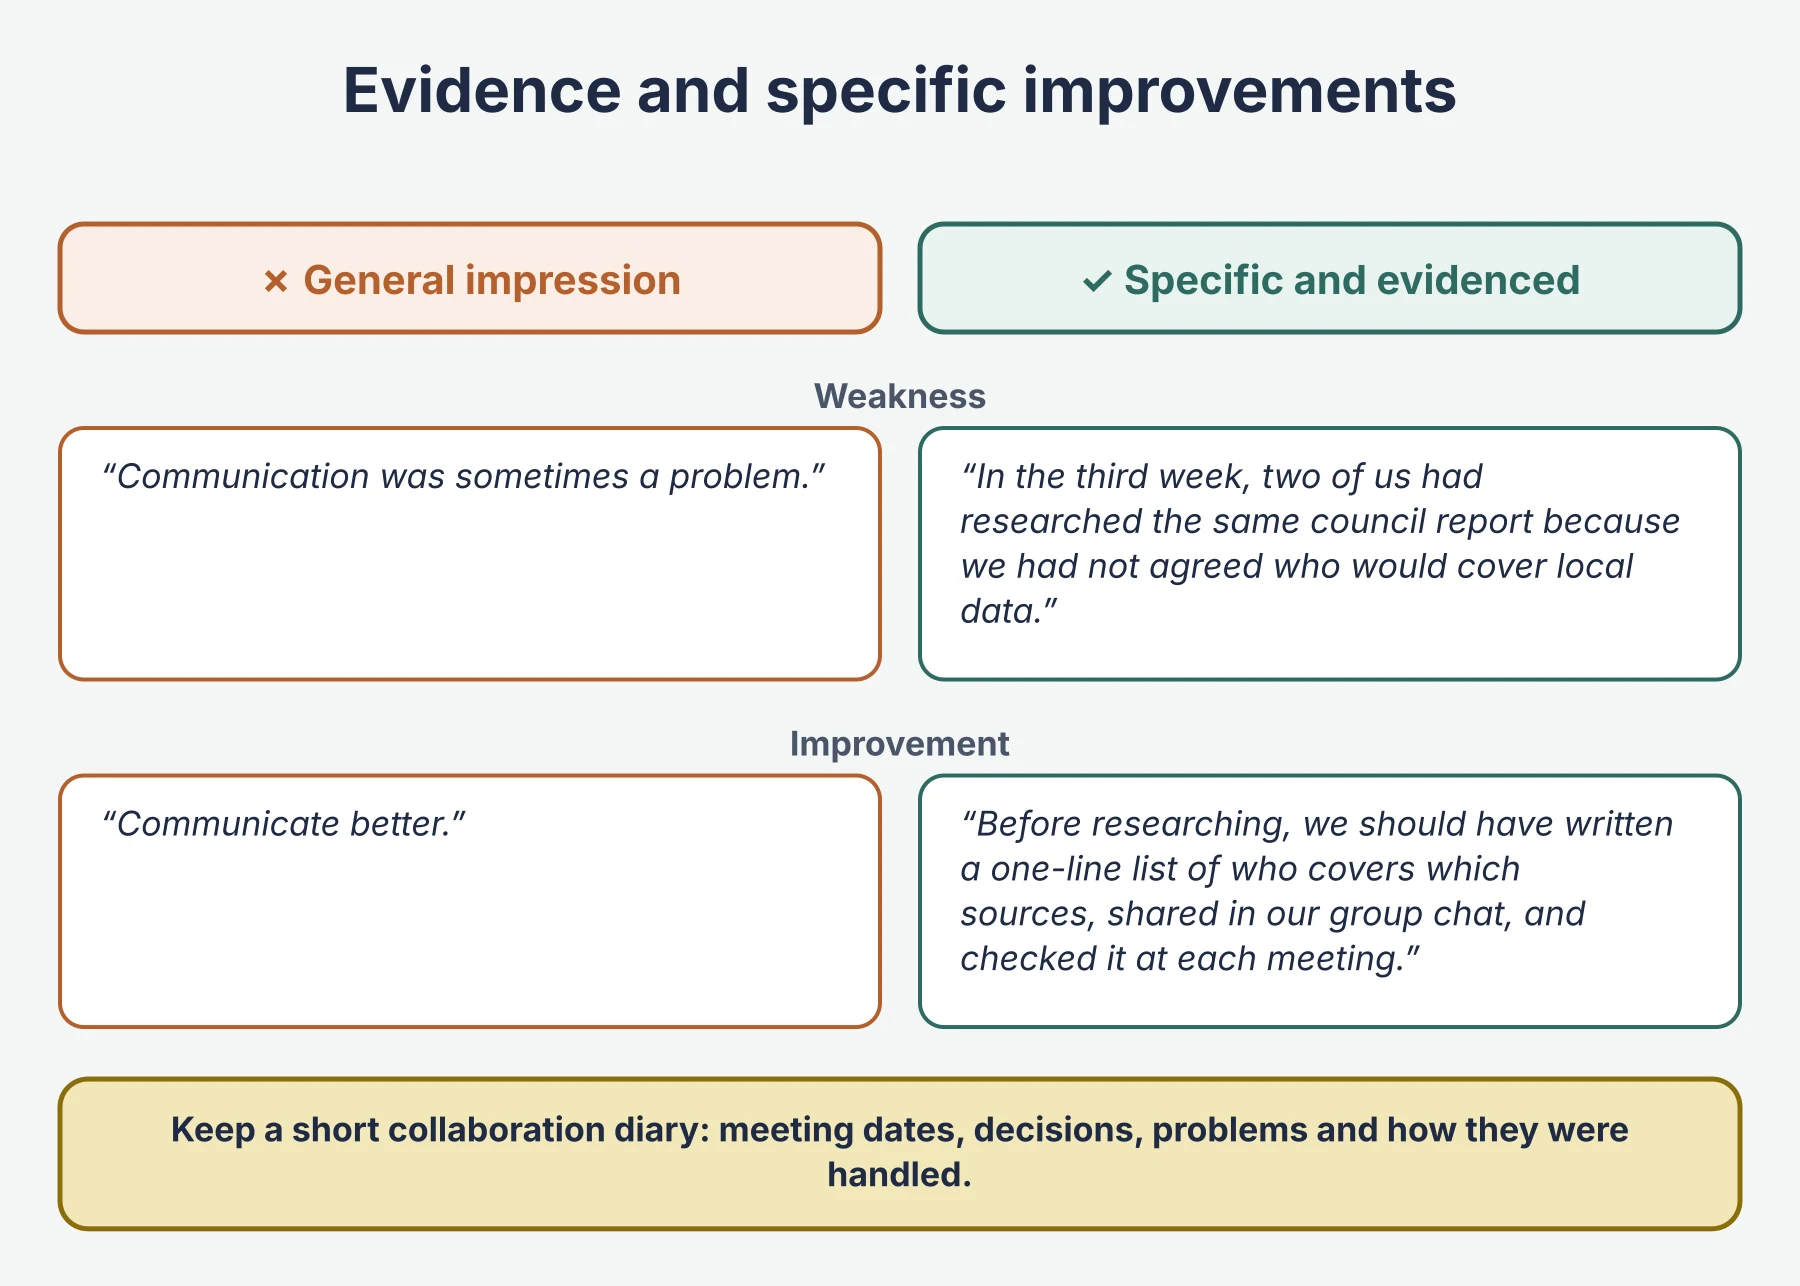 Evidence and specific improvements
× General impression
✓ Specific and evidenced
Weakness
“Communication was sometimes a problem.”
“In the third week, two of us had
researched the same council report because
we had not agreed who would cover local
data.”
Improvement
“Communicate better.”
“Before researching, we should have written
a one-line list of who covers which
sources, shared in our group chat, and
checked it at each meeting.”
Keep a short collaboration diary: meeting dates, decisions, problems and how they were
handled.